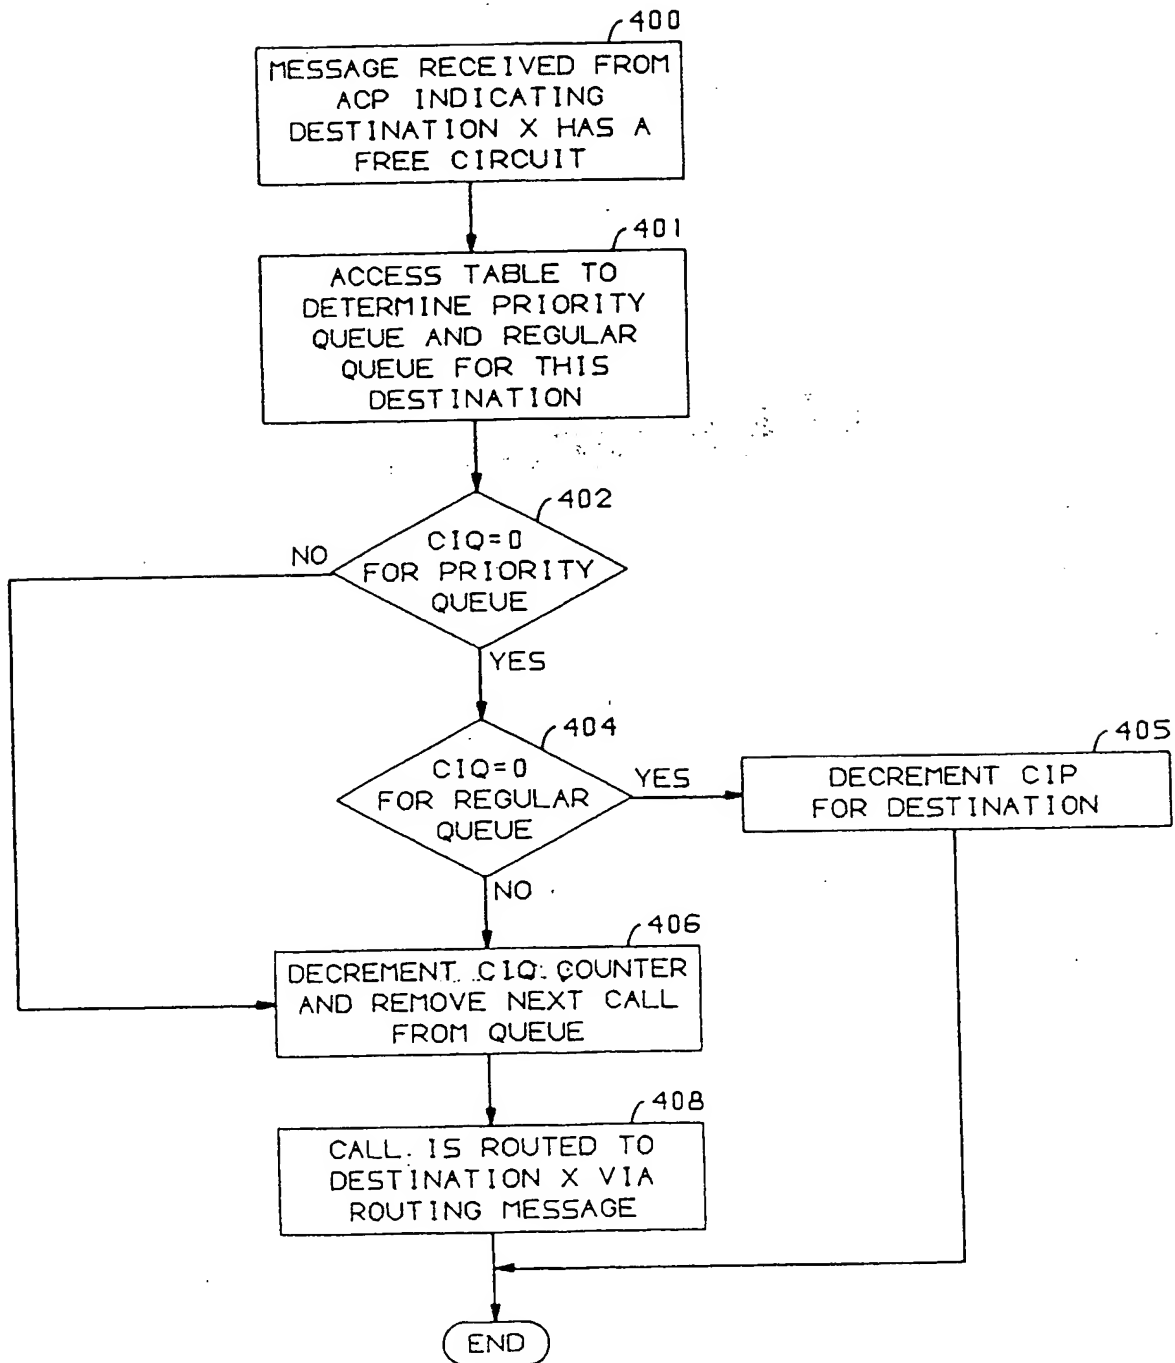 400
MESSAGE RECEIVED FROM
ACP INDICATING
DESTINATION X HAS A
FREE CIRCUIT
401
ACCESS TABLE TO
DETERMINE PRIORITY
QUEUE AND REGULAR
QUEUE FOR THIS
DESTINATION
402
CIQ=0
FOR PRIORITY
QUEUE
NO
YES
404
CIQ=0
FOR REGULAR
QUEUE
YES
NO
405
DECREMENT CIP
FOR DESTINATION
406
DECREMENT CIQ COUNTER
AND REMOVE NEXT CALL
FROM QUEUE
408
CALL IS ROUTED TO
DESTINATION X VIA
ROUTING MESSAGE
END